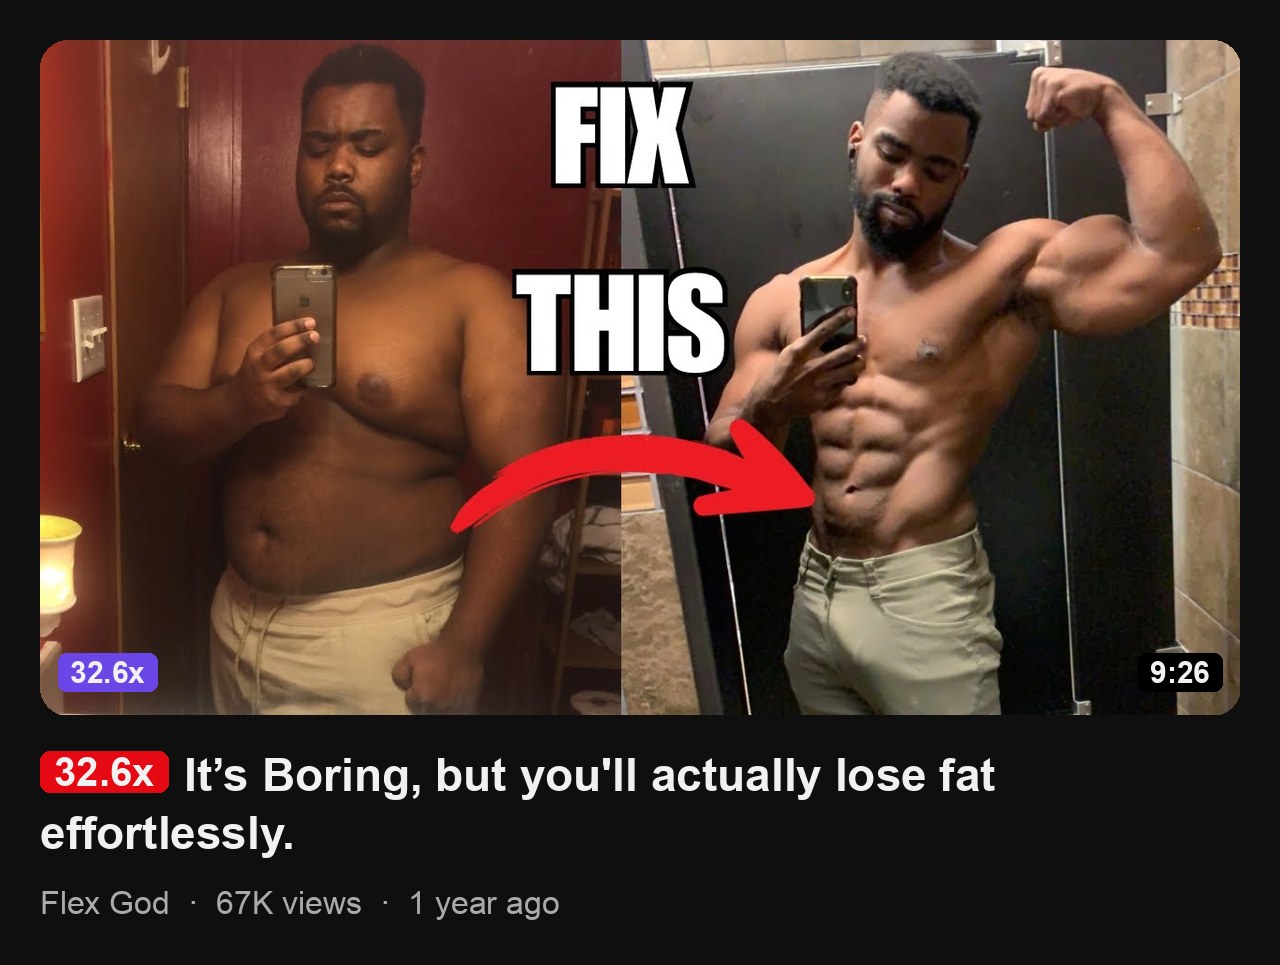 FIX
THIS
32.6x
9:26
32.6x It’s Boring, but you'll actually lose fat
effortlessly.
Flex God · 67K views · 1 year ago